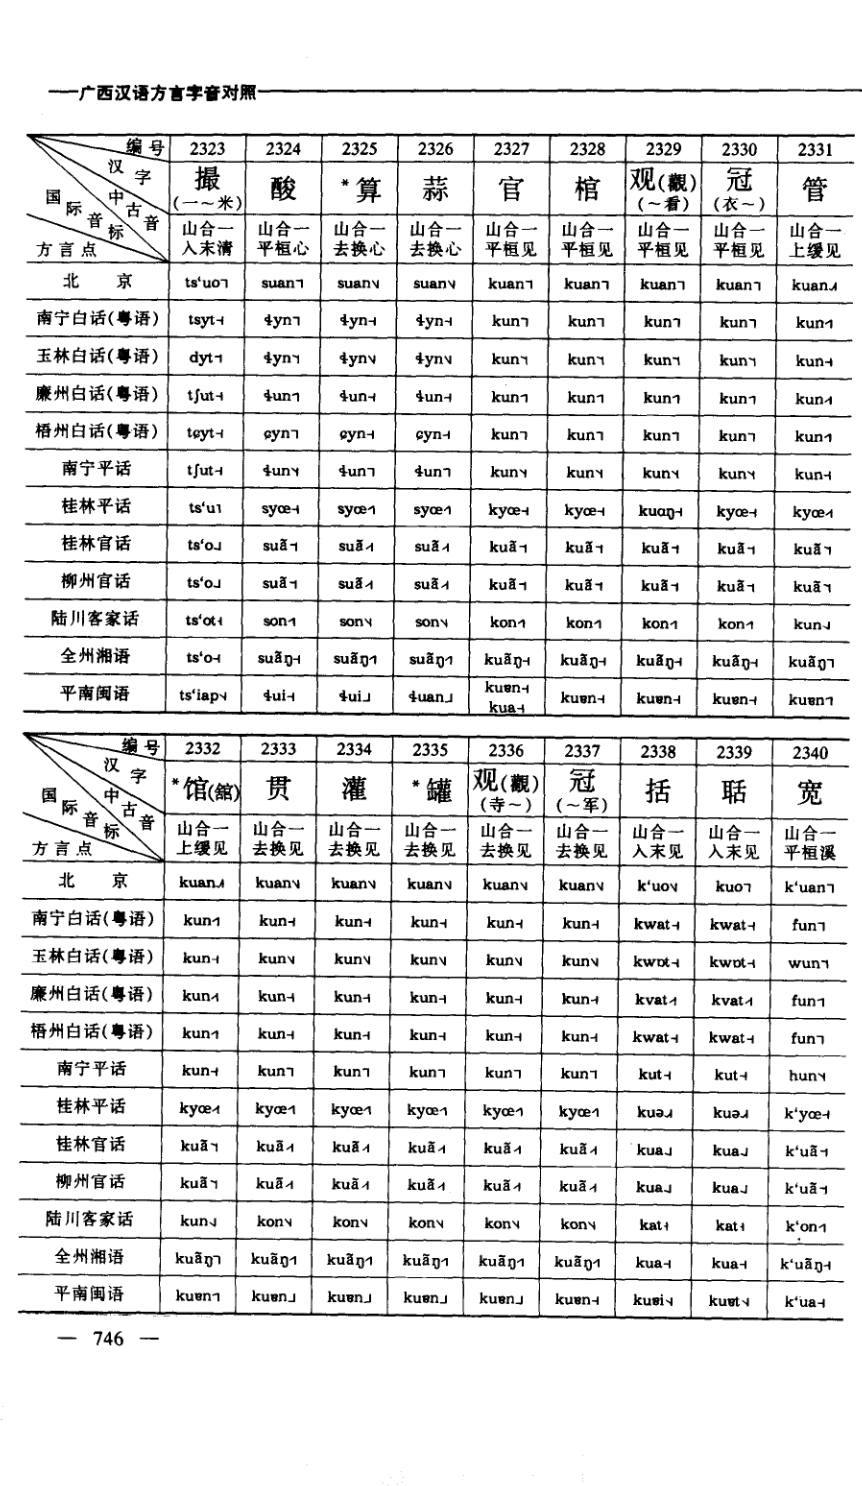 广西汉语方言字音对照
编号 2323 2324 2325 2326 2327 2328 2329 2330 2331
汉字 撮(一～米) 酸 *算 蒜 官 棺 观(觀)(～看) 冠(衣～) 管
国际音标 中古音 方言点 山合一入末清 山合一平桓心 山合一去换心 山合一去换心 山合一平桓见 山合一平桓见 山合一平桓见 山合一平桓见 山合一上缓见
北京 ts‘uo˥ suan˥ suan˅ suan˅ kuan˥ kuan˥ kuan˥ kuan˥ kuan
南宁白话(粤语) tsyt ɬyn˥ ɬyn ɬyn kun˥ kun˥ kun˥ kun˥ kun
玉林白话(粤语) dyt ɬyn ɬyn ɬyn kun kun kun kun kun
廉州白话(粤语) tʃut ɬun ɬun ɬun kun kun kun kun kun
梧州白话(粤语) tɕyt ɕyn˥ ɕyn ɕyn kun˥ kun˥ kun˥ kun˥ kun
南宁平话 tʃut ɬun ɬun˥ ɬun˥ kun kun kun kun kun
桂林平话 ts‘u syœ syœ syœ kyœ kyœ kuɑŋ kyœ kyœ
桂林官话 ts‘o suã suã suã kuã kuã kuã kuã kuã
柳州官话 ts‘o suã suã suã kuã kuã kuã kuã kuã
陆川客家话 ts‘ot son son son kon kon kon kon kun
全州湘语 ts‘o suãŋ suãŋ suãŋ kuãŋ kuãŋ kuãŋ kuãŋ kuãŋ
平南闽语 ts‘iap ɬui ɬui ɬuan kuɐn kua kuɐn kuɐn kuɐn kuɐn
编号 2332 2333 2334 2335 2336 2337 2338 2339 2340
汉字 *馆(舘) 贯 灌 *罐 观(觀)(寺～) 冠(～军) 括 聒 宽
国际音标 中古音 方言点 山合一上缓见 山合一去换见 山合一去换见 山合一去换见 山合一去换见 山合一去换见 山合一入末见 山合一入末见 山合一平桓溪
北京 kuan kuan kuan kuan kuan kuan k‘uo kuo˥ k‘uan˥
南宁白话(粤语) kun kun kun kun kun kun kwat kwat fun˥
玉林白话(粤语) kun kun kun kun kun kun kwɒt kwɒt wun
廉州白话(粤语) kun kun kun kun kun kun kvat kvat fun
梧州白话(粤语) kun kun kun kun kun kun kwat kwat fun˥
南宁平话 kun kun˥ kun˥ kun˥ kun˥ kun˥ kut kut hun
桂林平话 kyœ kyœ kyœ kyœ kyœ kyœ kuə kuə k‘yœ
桂林官话 kuã kuã kuã kuã kuã kuã kua kua k‘uã
柳州官话 kuã kuã kuã kuã kuã kuã kua kua k‘uã
陆川客家话 kun kon kon kon kon kon kat kat k‘on
全州湘语 kuãŋ kuãŋ kuãŋ kuãŋ kuãŋ kuãŋ kua kua k‘uãŋ
平南闽语 kuɐn kuɐn kuɐn kuɐn kuɐn kuɐn kuɐi kuɐt k‘ua
— 746 —